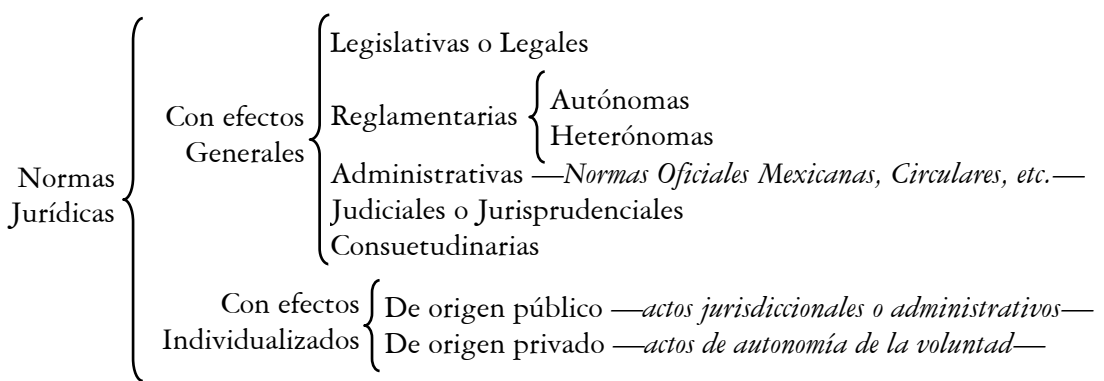 Normas
Jurídicas
Con efectos
Generales
Legislativas o Legales
Reglamentarias
Autónomas
Heterónomas
Administrativas —Normas Oficiales Mexicanas, Circulares, etc.—
Judiciales o Jurisprudenciales
Consuetudinarias
Con efectos
Individualizados
De origen público —actos jurisdiccionales o administrativos—
De origen privado —actos de autonomía de la voluntad—